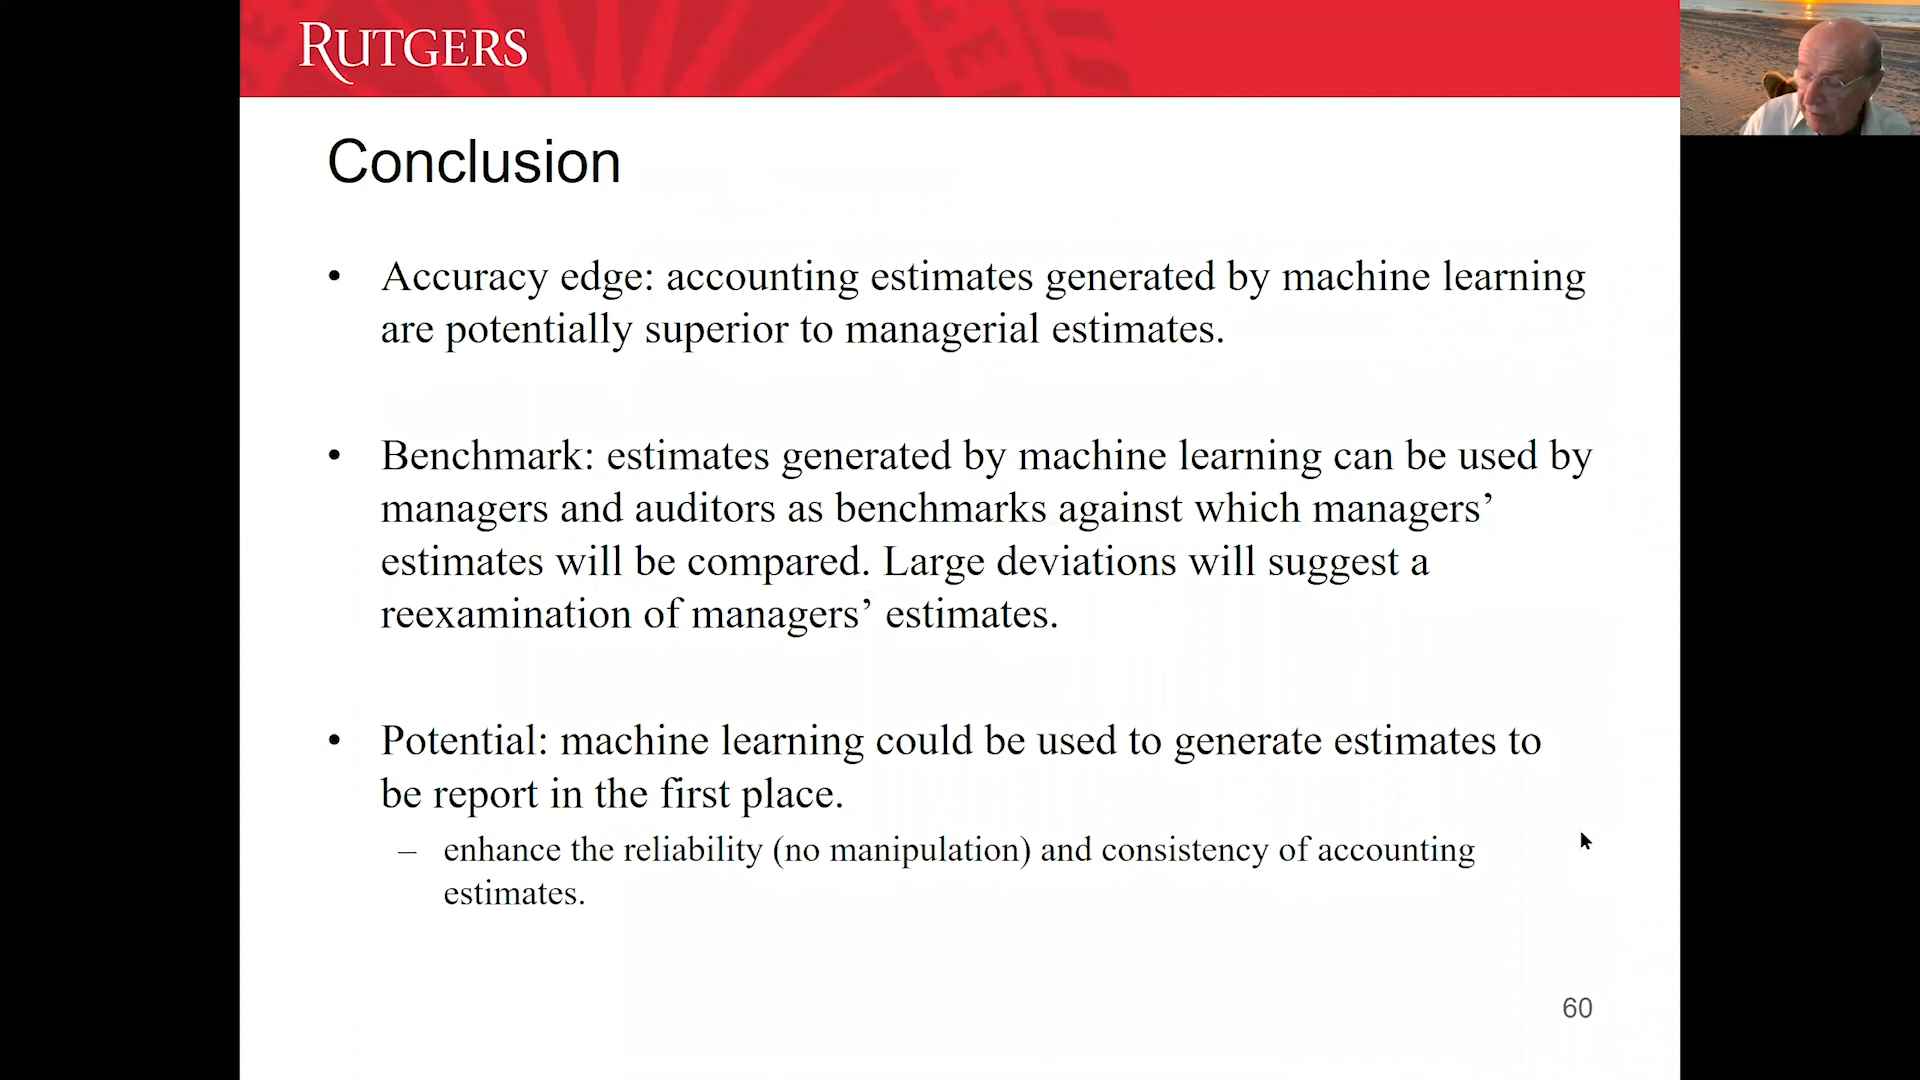 RUTGERS
Conclusion
• Accuracy edge: accounting estimates generated by machine learning
are potentially superior to managerial estimates.
• Benchmark: estimates generated by machine learning can be used by
managers and auditors as benchmarks against which managers’
estimates will be compared. Large deviations will suggest a
reexamination of managers’ estimates.
• Potential: machine learning could be used to generate estimates to
be report in the first place.
– enhance the reliability (no manipulation) and consistency of accounting
estimates.
60